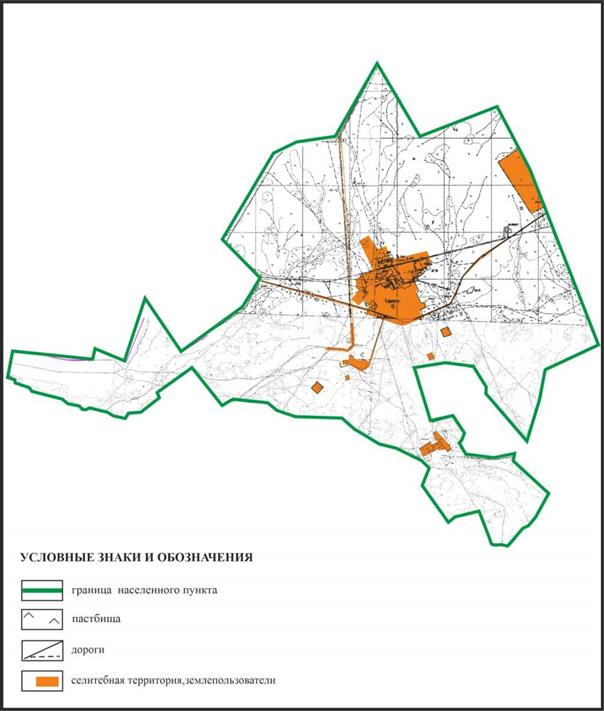 УСЛОВНЫЕ ЗНАКИ И ОБОЗНАЧЕНИЯ
граница населенного пункта
пастбища
дороги
селитебная территория,землепользователи